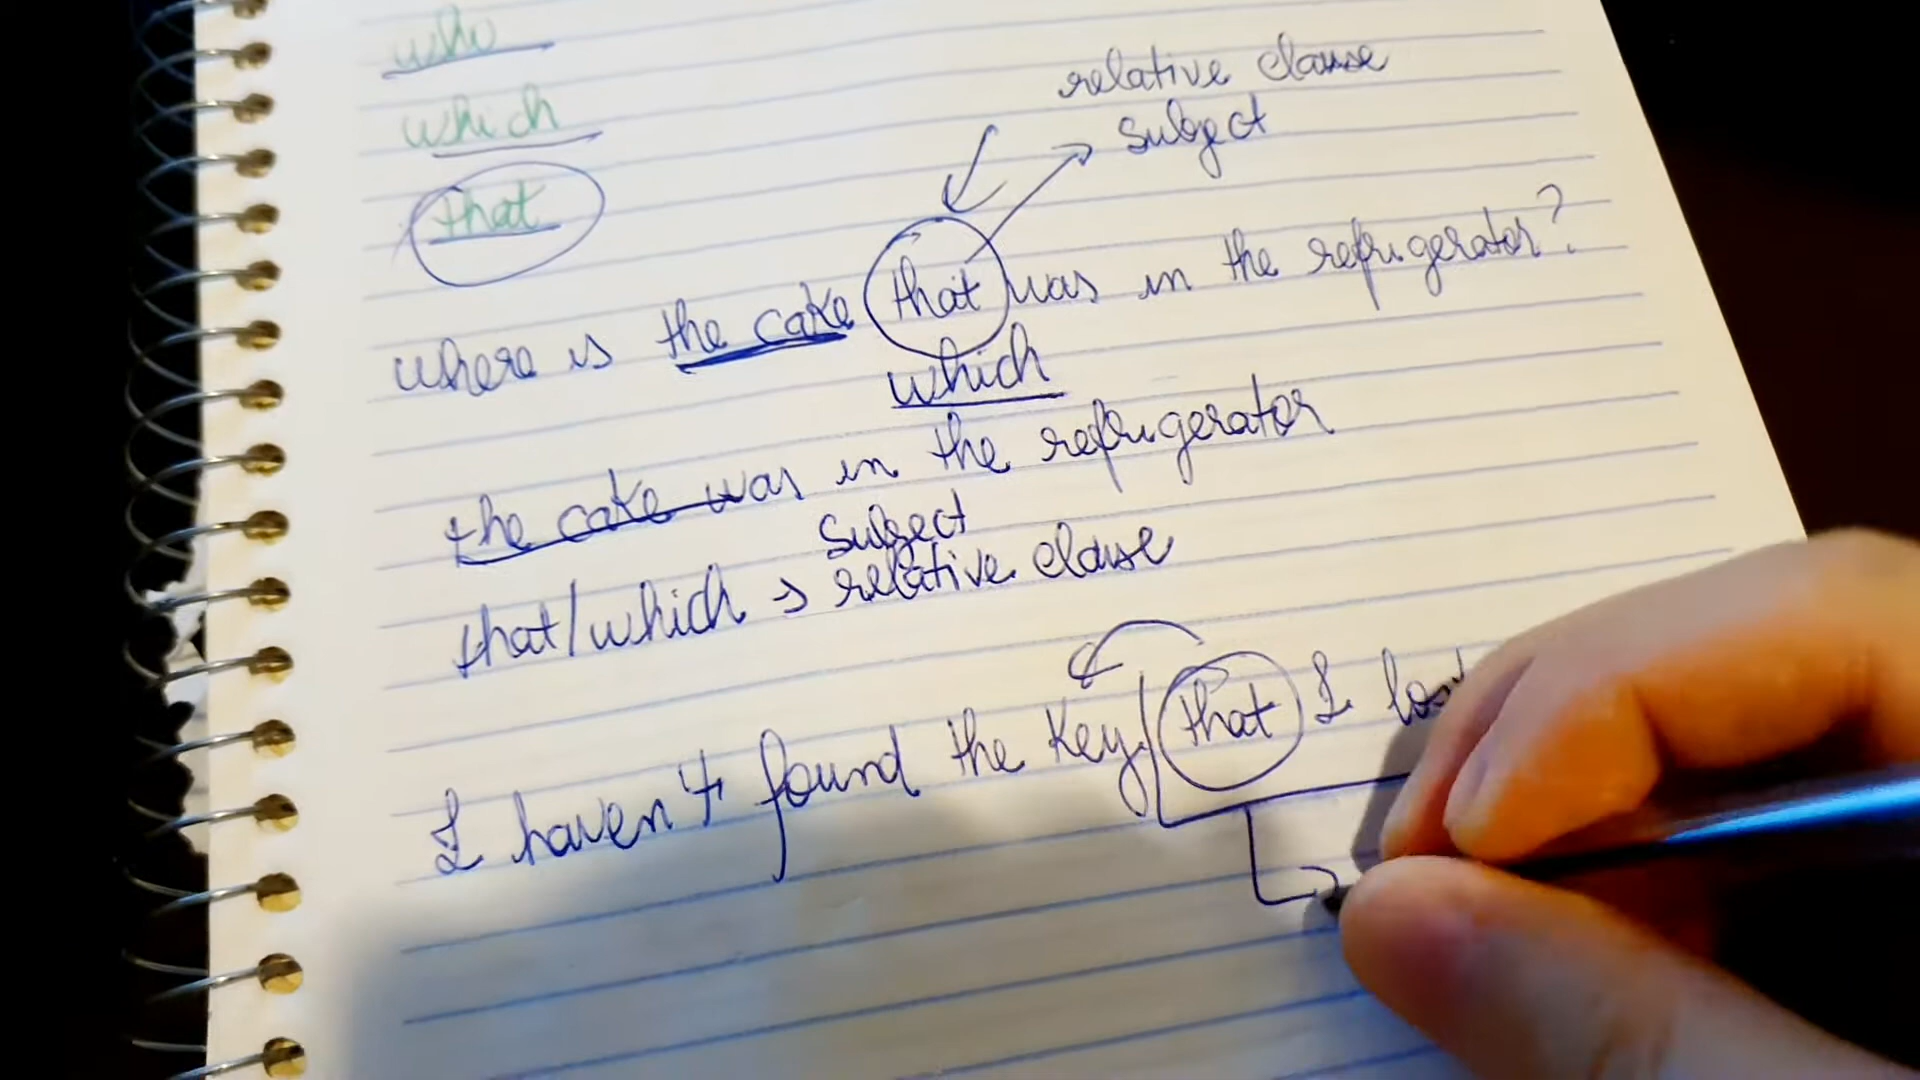 who
which
that
relative clause
subject
where is the cake that was in the refrigerator?
which
the cake was in the refrigerator
subject
that/which → relative clause
I haven't found the key that I lost